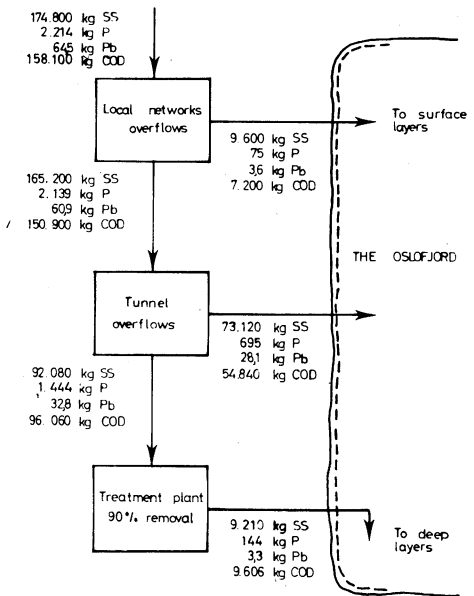 174.800 kg SS
2.214 kg P
64,5 kg Pb
158.100 kg COD
Local networks
overflows
To surface
layers
9.600 kg SS
75 kg P
3,6 kg Pb
7.200 kg COD
165.200 kg SS
2.139 kg P
60,9 kg Pb
150.900 kg COD
THE OSLOFJORD
Tunnel
overflows
73.120 kg SS
695 kg P
28,1 kg Pb
54.840 kg COD
92.080 kg SS
1.444 kg P
32,8 kg Pb
96.060 kg COD
Treatment plant
90% removal
9.210 kg SS
144 kg P
3,3 kg Pb
9.606 kg COD
To deep
layers